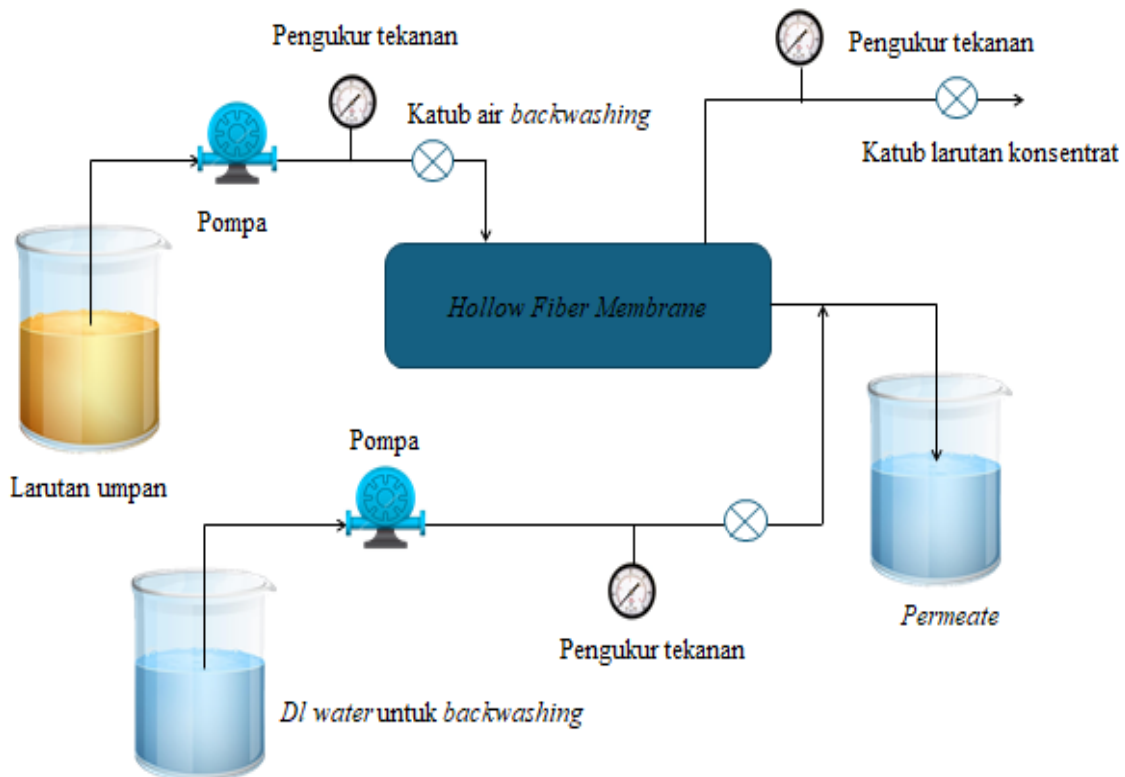 Pengukur tekanan
Pengukur tekanan
Katub air backwashing
Katub larutan konsentrat
Pompa
Hollow Fiber Membrane
Pompa
Larutan umpan
Permeate
Pengukur tekanan
DI water untuk backwashing